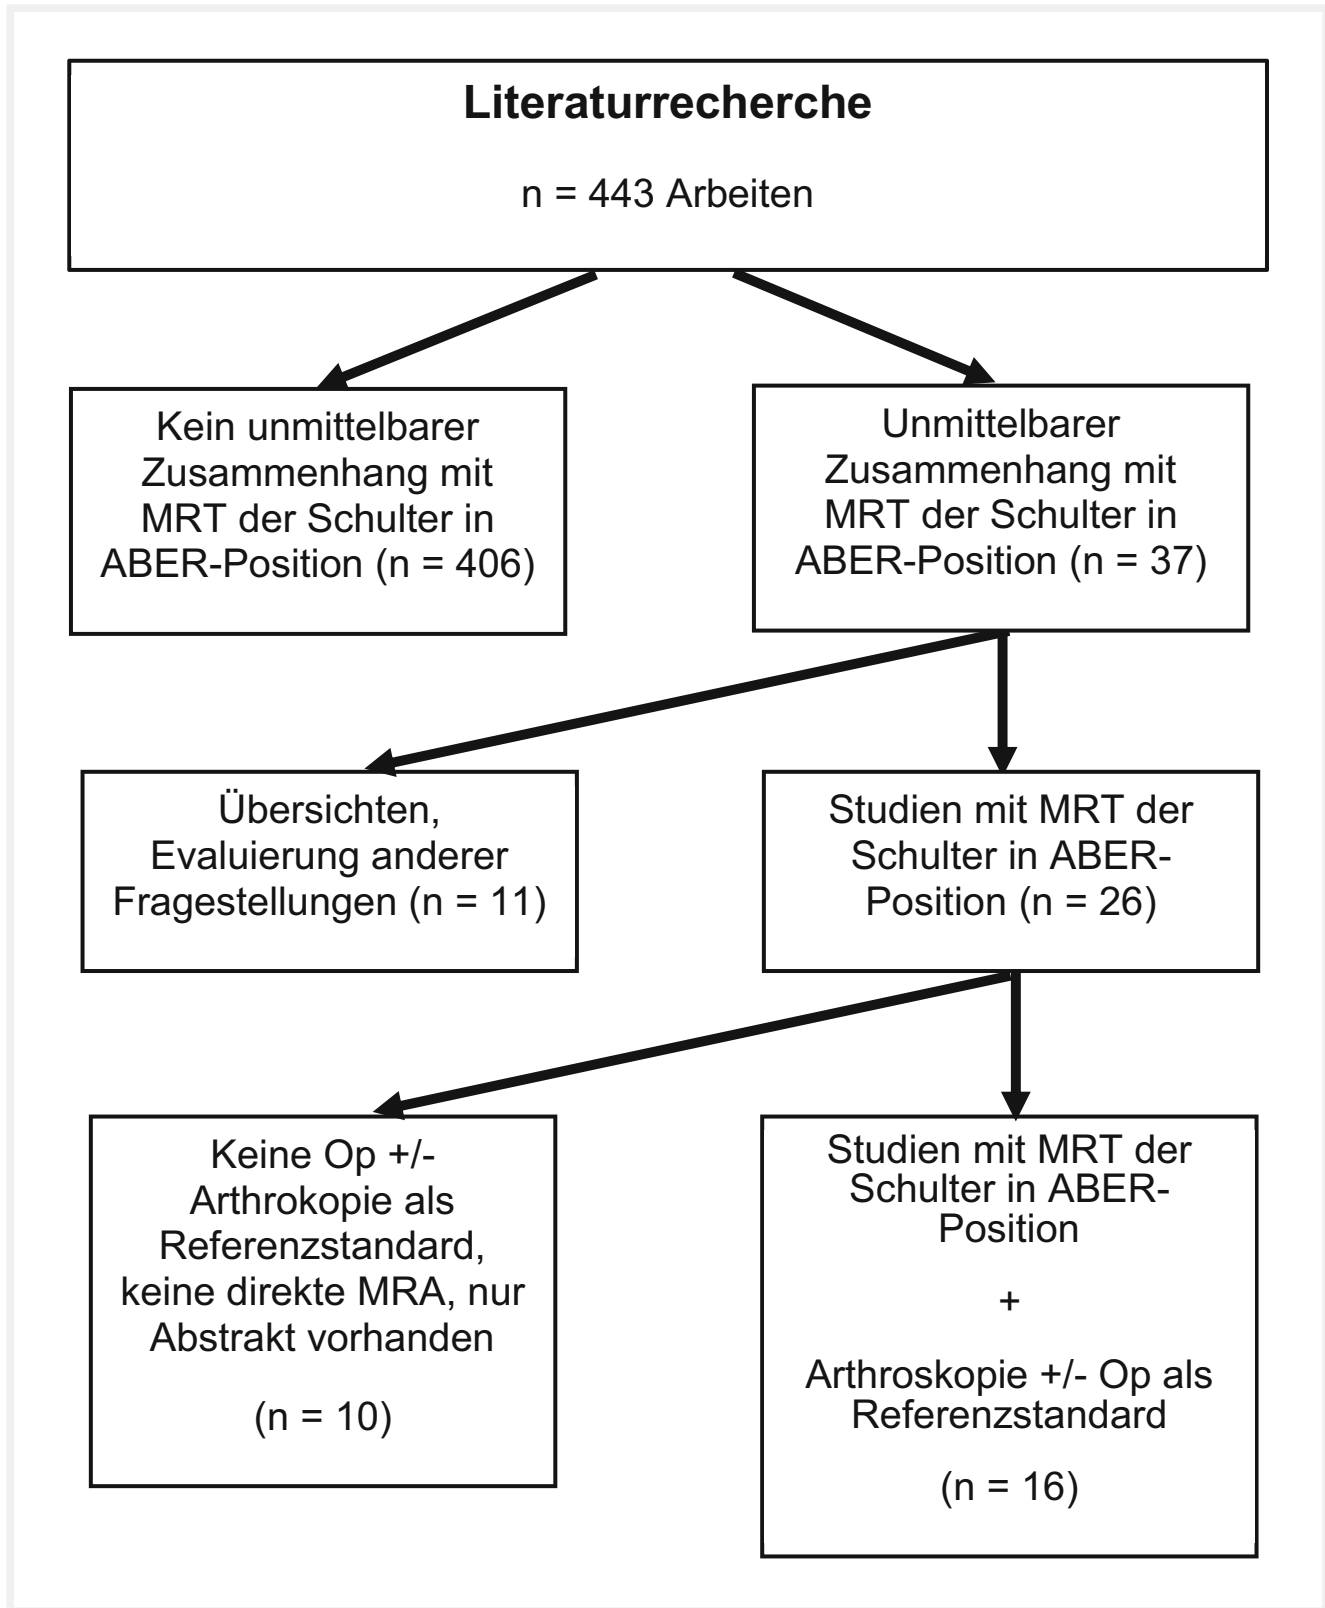 Literaturrecherche
n = 443 Arbeiten
Kein unmittelbarer
Zusammenhang mit
MRT der Schulter in
ABER-Position (n = 406)
Unmittelbarer
Zusammenhang mit
MRT der Schulter in
ABER-Position (n = 37)
Übersichten,
Evaluierung anderer
Fragestellungen (n = 11)
Studien mit MRT der
Schulter in ABER-
Position (n = 26)
Keine Op +/-
Arthrokopie als
Referenzstandard,
keine direkte MRA, nur
Abstrakt vorhanden
(n = 10)
Studien mit MRT der
Schulter in ABER-
Position
+
Arthroskopie +/- Op als
Referenzstandard
(n = 16)